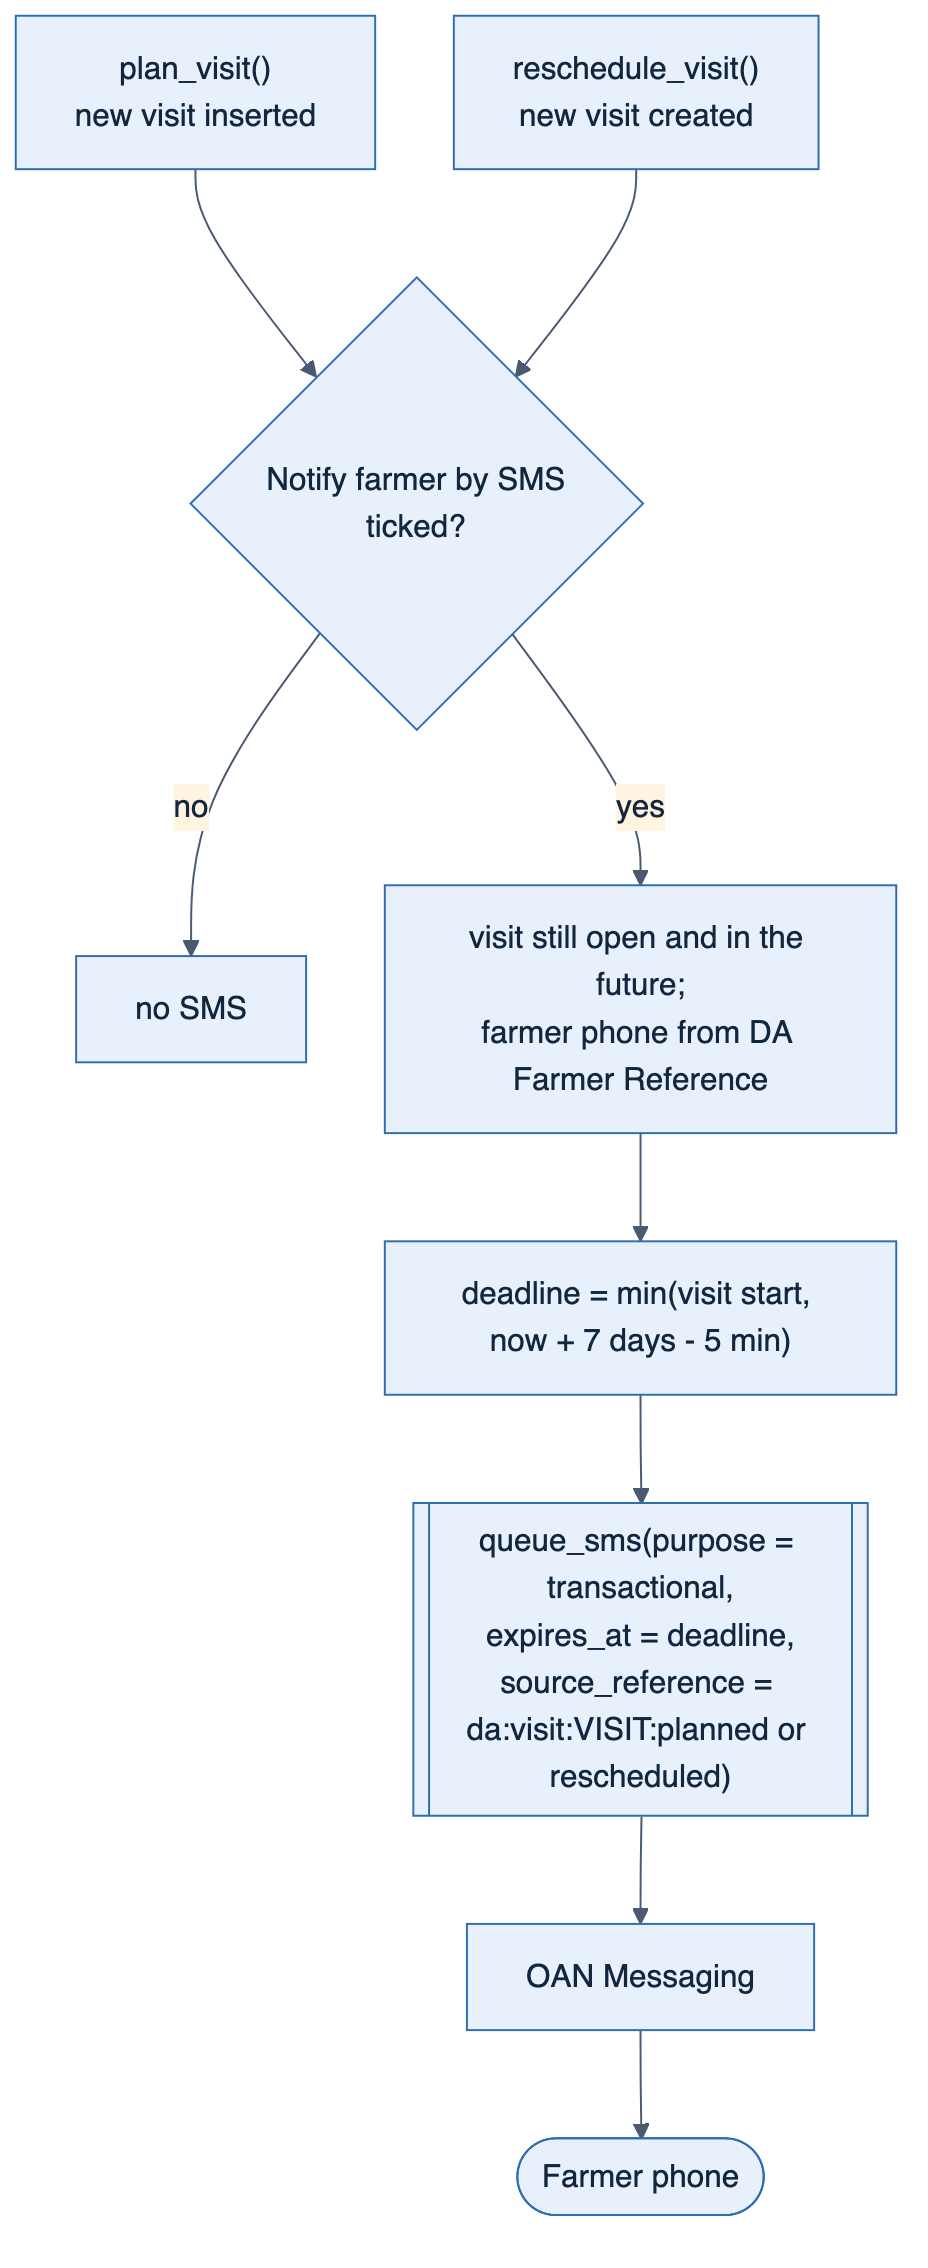 plan_visit()
new visit inserted
reschedule_visit()
new visit created
Notify farmer by SMS
ticked?
no
yes
no SMS
visit still open and in the
future;
farmer phone from DA
Farmer Reference
deadline = min(visit start,
now + 7 days - 5 min)
queue_sms(purpose =
transactional,
expires_at = deadline,
source_reference =
da:visit:VISIT:planned or
rescheduled)
OAN Messaging
Farmer phone